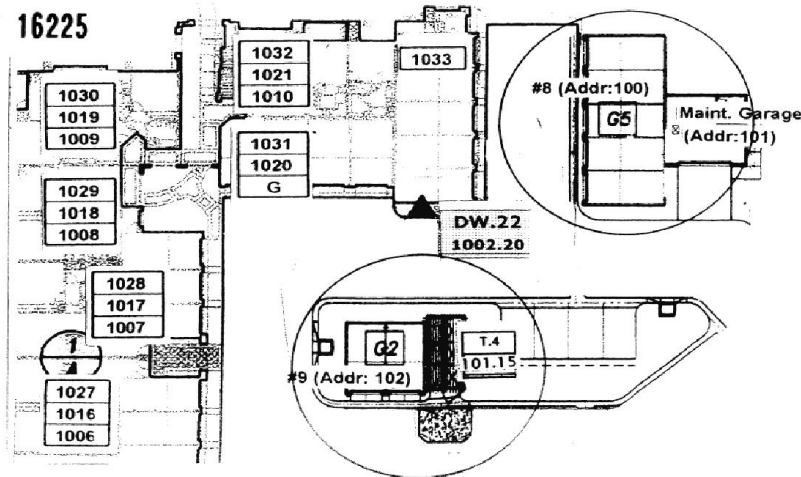 16225
1032
1021
1010
1033
1030
1019
1009
#8 (Addr:100)
G5
Maint. Garage
(Addr:101)
1031
1020
G
1029
1018
1008
DW.22
1002.20
1028
1017
1007
1
A
G2
T.4
101.15
#9 (Addr: 102)
1027
1016
1006